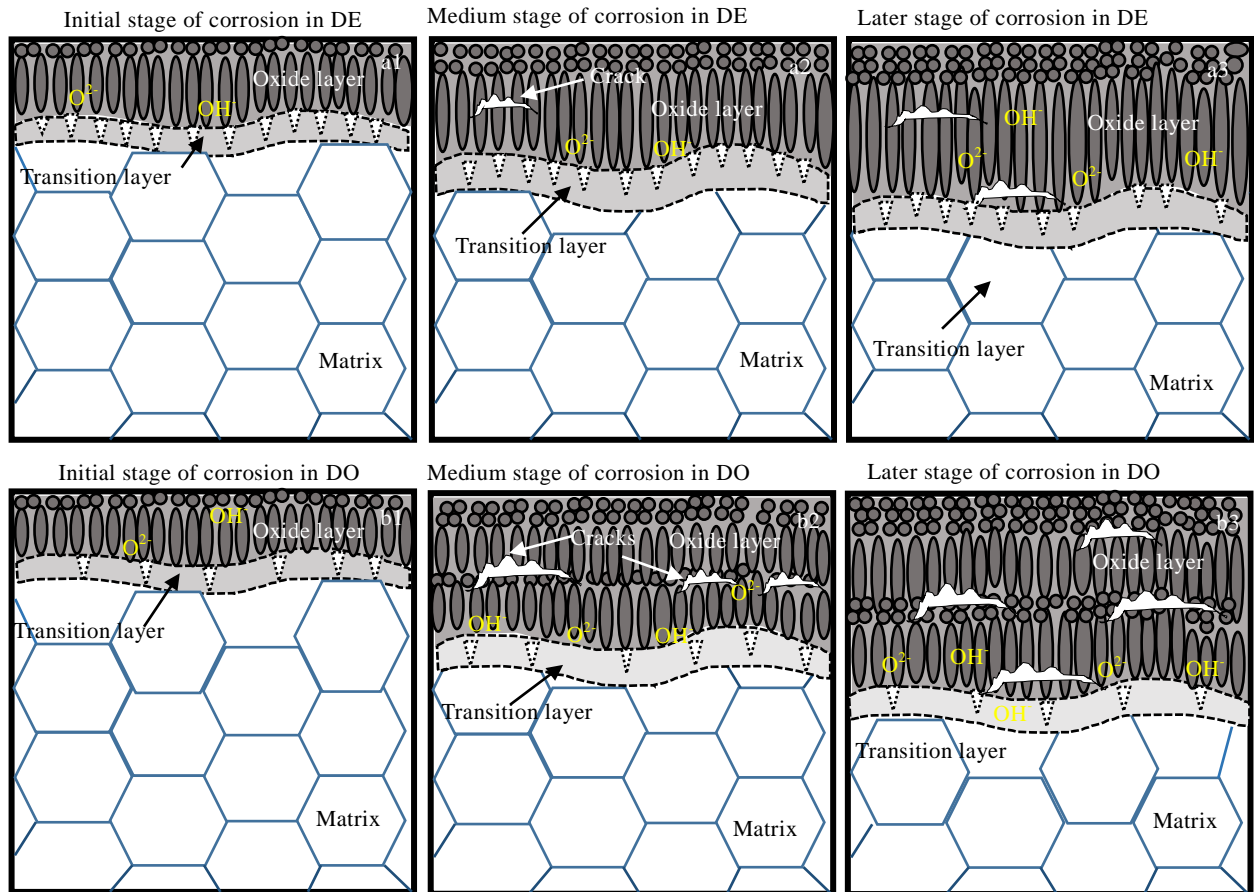 Initial stage of corrosion in DE
a1
Oxide layer
O²⁻
OH⁻
Transition layer
Matrix
Medium stage of corrosion in DE
a2
Crack
Oxide layer
O²⁻
OH⁻
Transition layer
Matrix
Later stage of corrosion in DE
a3
OH⁻
Oxide layer
O²⁻
O²⁻
OH⁻
Transition layer
Matrix
Initial stage of corrosion in DO
b1
OH
Oxide layer
O²⁻
Transition layer
Matrix
Medium stage of corrosion in DO
b2
Cracks
Oxide layer
O²⁻
OH⁻
O²⁻
OH
Transition layer
Matrix
Later stage of corrosion in DO
b3
Oxide layer
O²⁻
OH⁻
O²⁻
OH⁻
OH⁻
Transition layer
Matrix